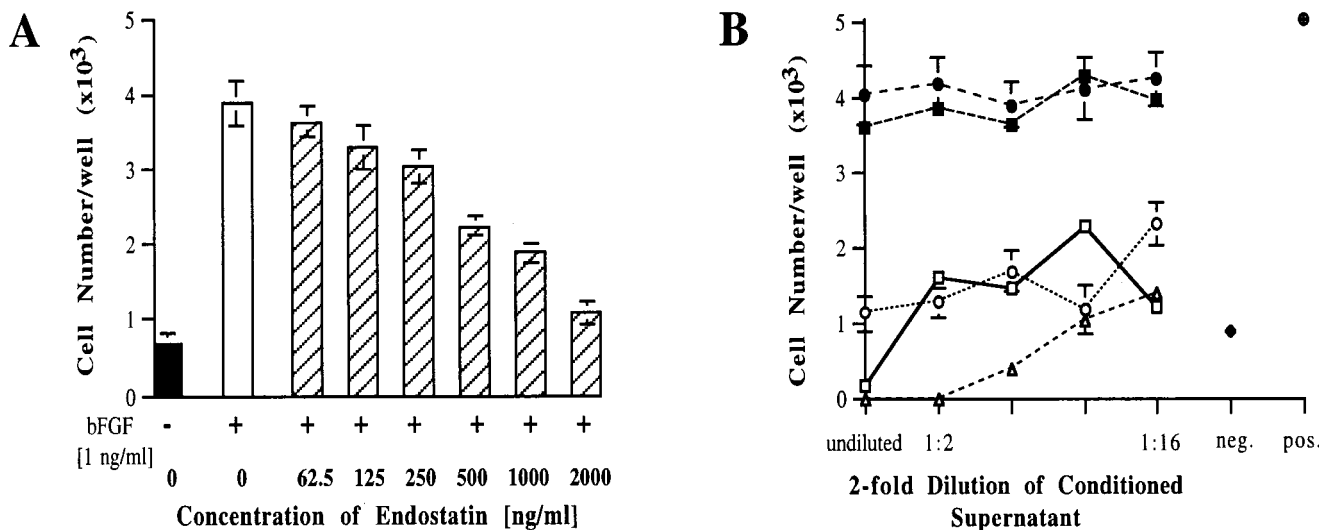 A
Cell Number/well (x10³)
5
4
3
2
1
0
bFGF - + + + + + + +
[1 ng/ml]
0 0 62.5 125 250 500 1000 2000
Concentration of Endostatin [ng/ml]
B
Cell Number/well (x10³)
5
4
3
2
1
0
undiluted 1:2 1:16 neg. pos.
2-fold Dilution of Conditioned
Supernatant